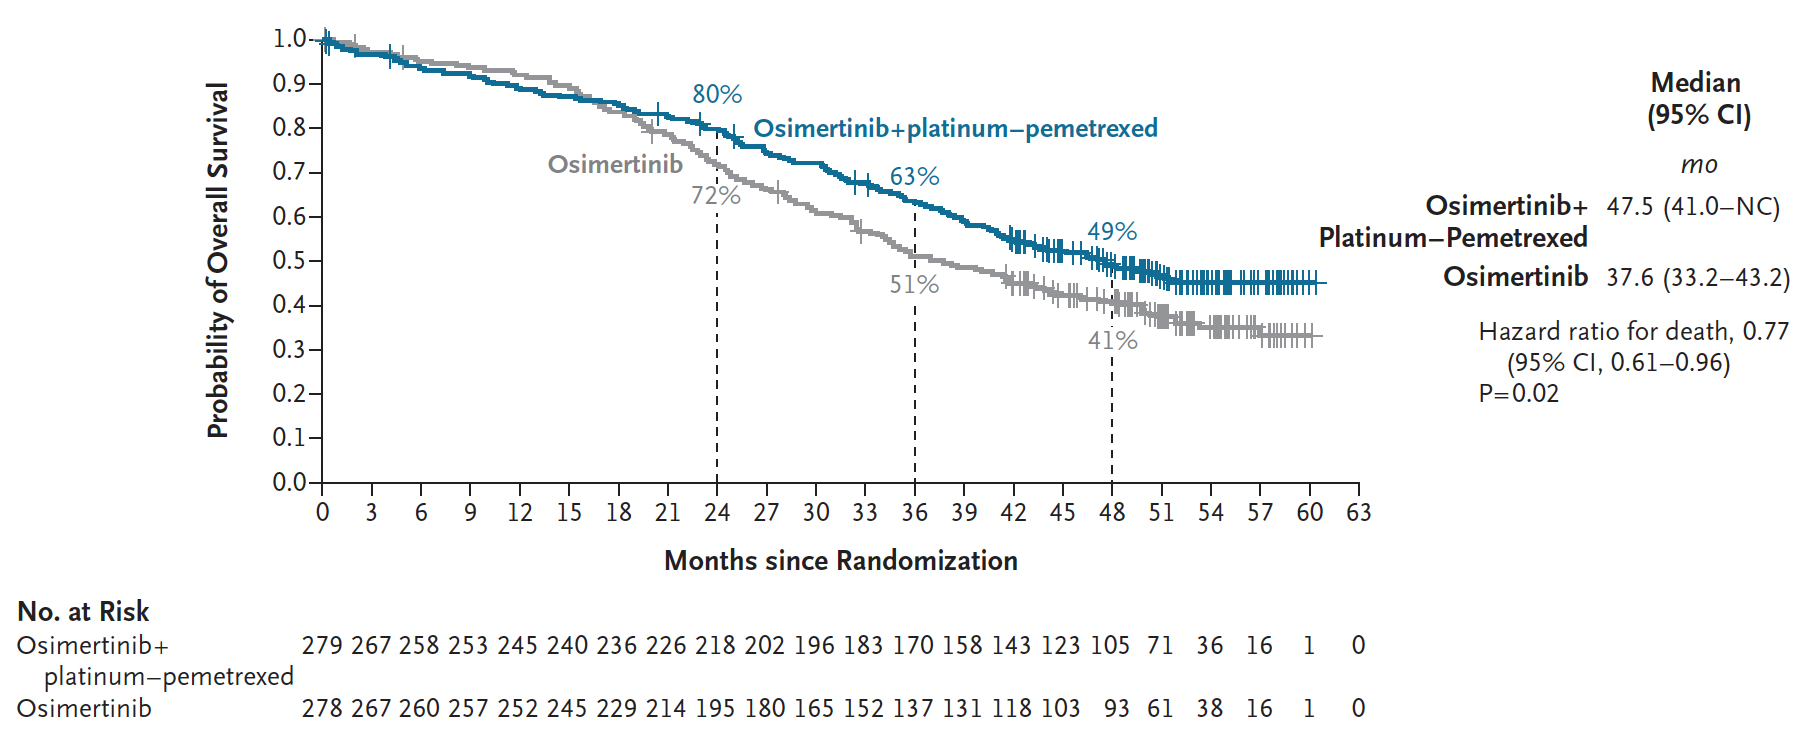 Probability of Overall Survival
1.0
0.9
0.8
0.7
0.6
0.5
0.4
0.3
0.2
0.1
0.0
80%
Osimertinib+platinum–pemetrexed
Osimertinib
72%
63%
51%
49%
41%
0 3 6 9 12 15 18 21 24 27 30 33 36 39 42 45 48 51 54 57 60 63
Months since Randomization
Median
(95% CI)
mo
Osimertinib+
Platinum–Pemetrexed
47.5 (41.0–NC)
Osimertinib 37.6 (33.2–43.2)
Hazard ratio for death, 0.77
(95% CI, 0.61–0.96)
P=0.02
No. at Risk
Osimertinib+
platinum–pemetrexed
279 267 258 253 245 240 236 226 218 202 196 183 170 158 143 123 105 71 36 16 1 0
Osimertinib 278 267 260 257 252 245 229 214 195 180 165 152 137 131 118 103 93 61 38 16 1 0